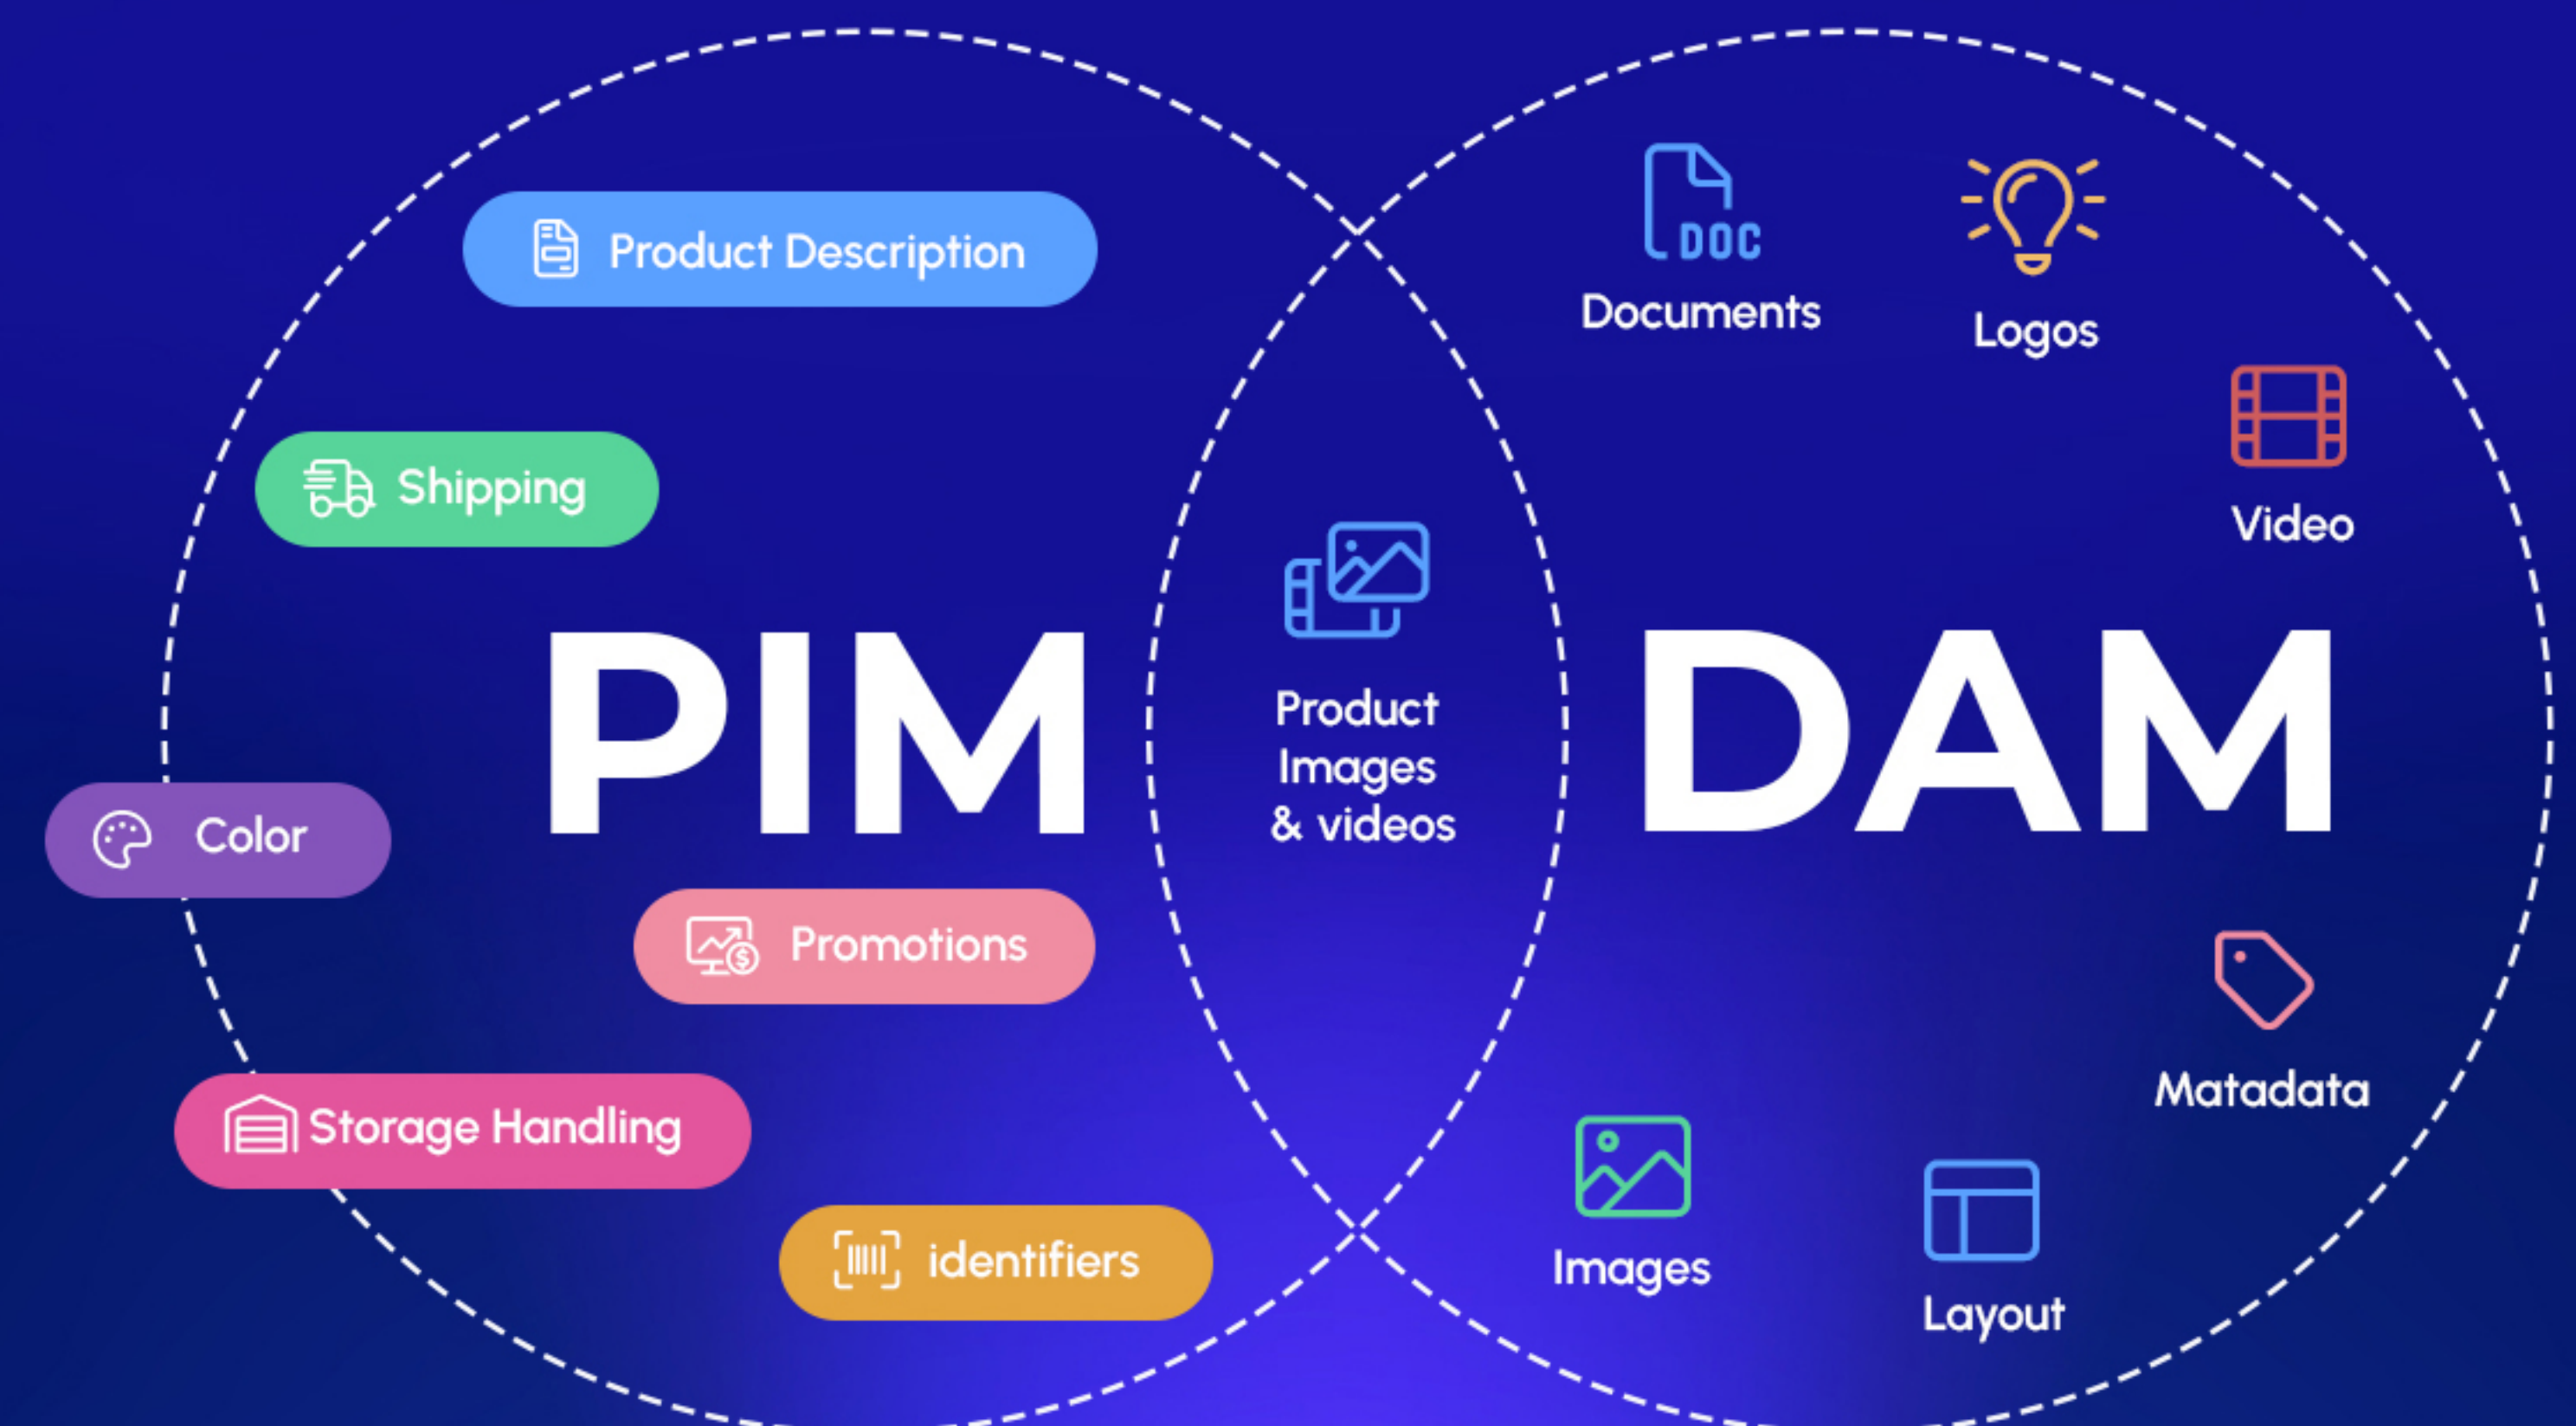 Product Description
Shipping
PIM
Color
Promotions
Storage Handling
identifiers
Product
Images
& videos
DOC
Documents
Logos
Video
DAM
Matadata
Images
Layout